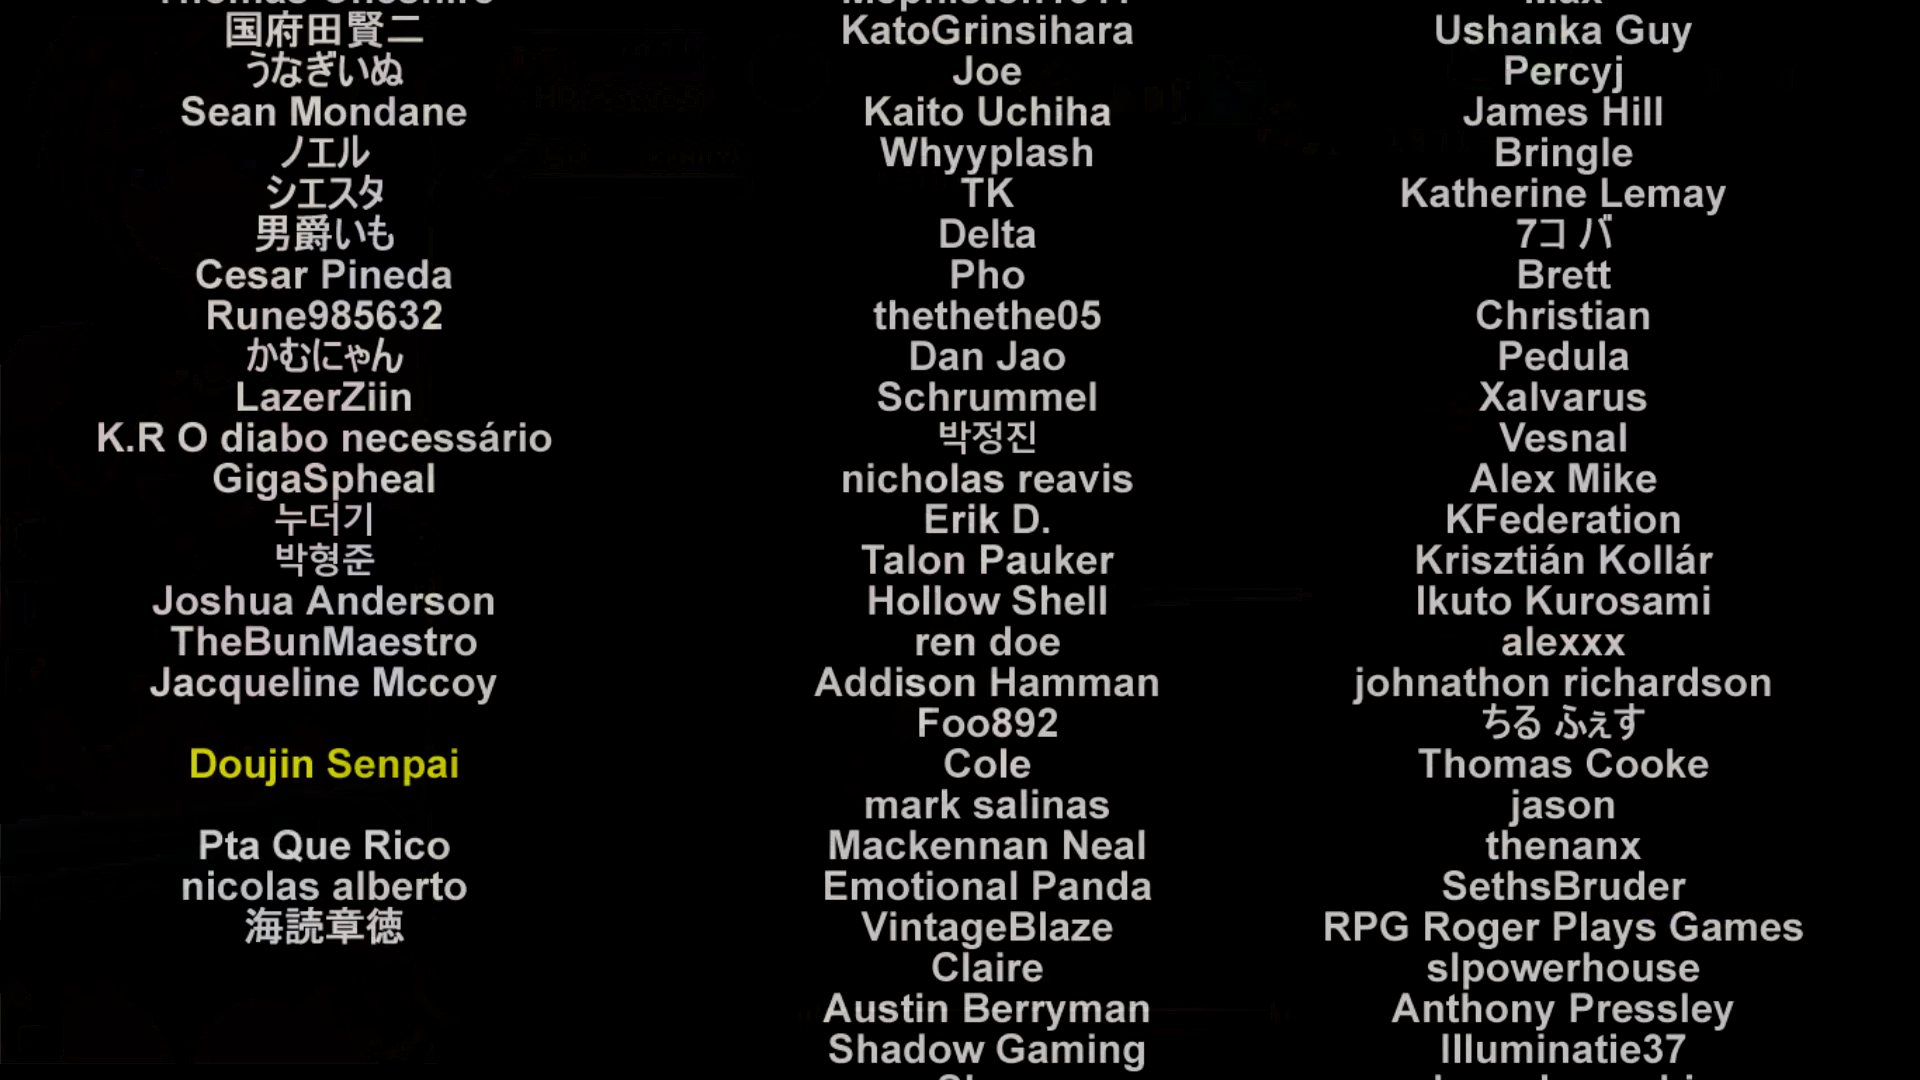 国府田賢二
うなぎいぬ
Sean Mondane
ノエル
シエスタ
男爵いも
Cesar Pineda
Rune985632
かむにゃん
LazerZiin
K.R O diabo necessário
GigaSpheal
누더기
박형준
Joshua Anderson
TheBunMaestro
Jacqueline Mccoy
Doujin Senpai
Pta Que Rico
nicolas alberto
海読章徳
KatoGrinsihara
Joe
Kaito Uchiha
Whyyplash
TK
Delta
Pho
thethethe05
Dan Jao
Schrummel
박정진
nicholas reavis
Erik D.
Talon Pauker
Hollow Shell
ren doe
Addison Hamman
Foo892
Cole
mark salinas
Mackennan Neal
Emotional Panda
VintageBlaze
Claire
Austin Berryman
Shadow Gaming
Ushanka Guy
Percyj
James Hill
Bringle
Katherine Lemay
7コ バ
Brett
Christian
Pedula
Xalvarus
Vesnal
Alex Mike
KFederation
Krisztián Kollár
Ikuto Kurosami
alexxx
johnathon richardson
ちる ふぇす
Thomas Cooke
jason
thenanx
SethsBruder
RPG Roger Plays Games
slpowerhouse
Anthony Pressley
Illuminatie37